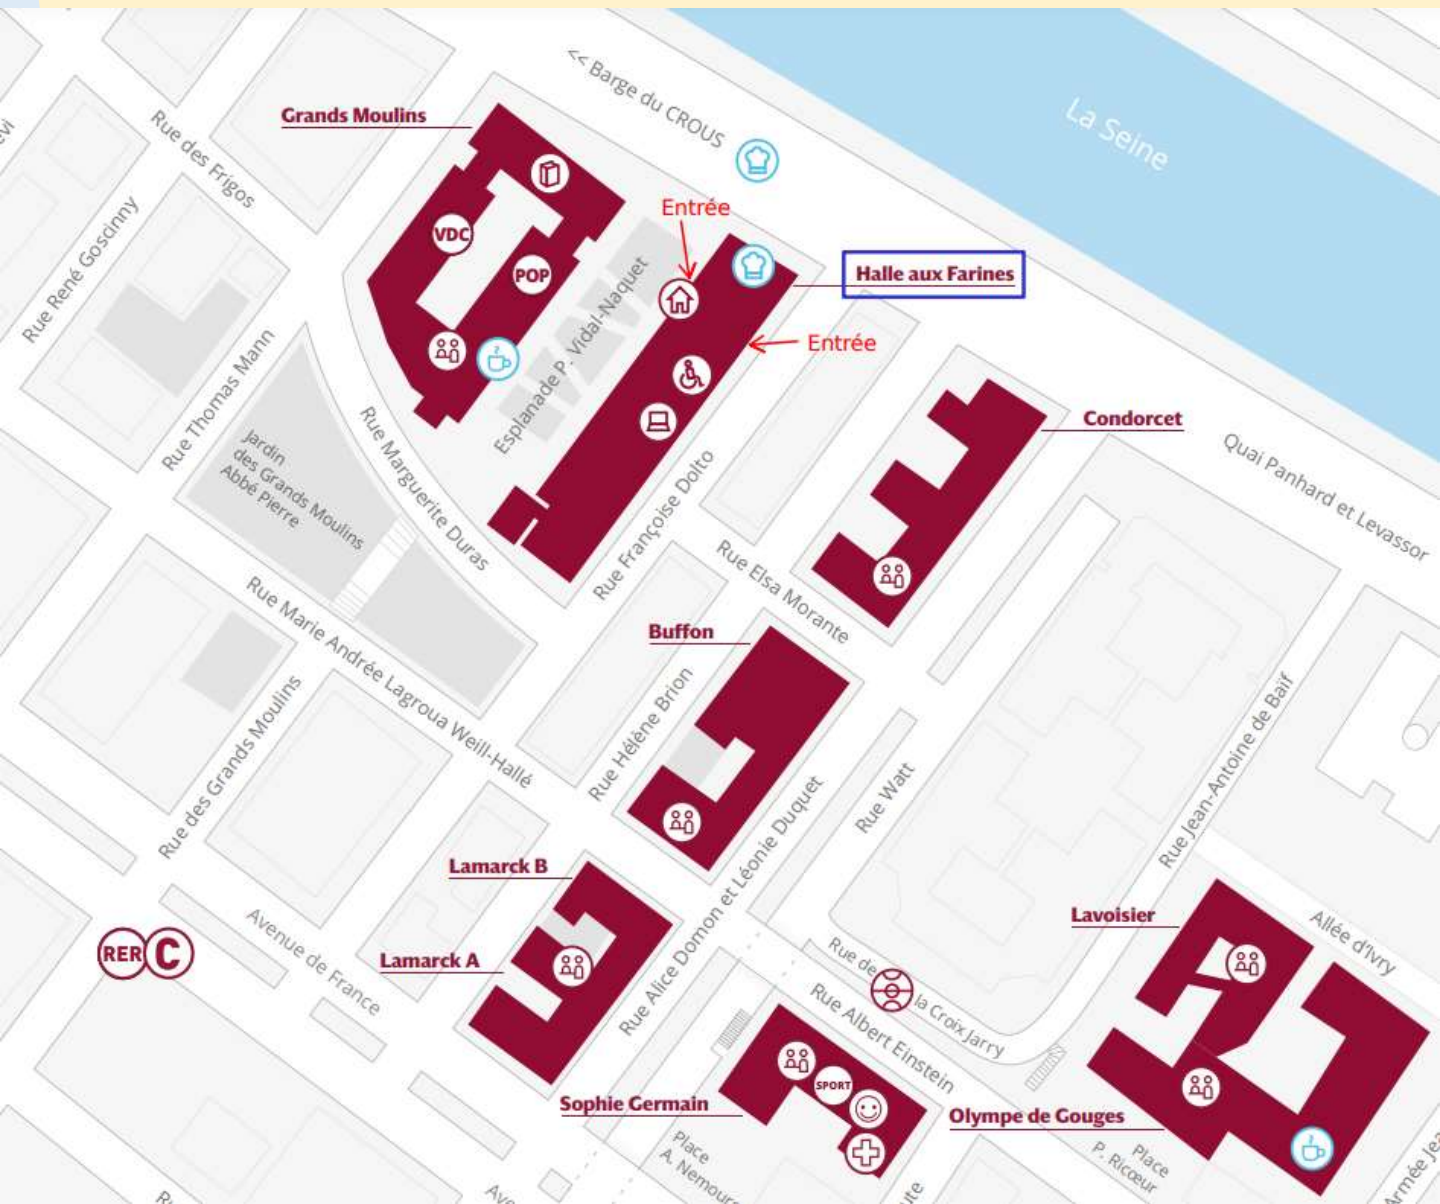 << Barge du CROUS
La Seine
Grands Moulins
Rue des Frigos
VDC
POP
Entrée
Halle aux Farines
Entrée
Rue René Goscinny
Esplanade P. Vidal-Naquet
Rue Thomas Mann
Condorcet
Quai Panhard et Levassor
Jardin
des Grands Moulins
Abbé Pierre
Rue Marguerite Duras
Rue Françoise Dolto
Rue Elsa Morante
Rue Marie Andrée Lagroua Weill-Hallé
Buffon
Rue Hélène Brion
Rue des Grands Moulins
Rue Jean-Antoine de Baïf
Rue Watt
Rue Alice Domon et Léonie Duquet
Lamarck B
Lamarck A
RER C
Avenue de France
Lavoisier
Allée d'Ivry
Rue de la Croix Jarry
Rue Albert Einstein
SPORT
Sophie Germain
Olympe de Gouges
Place
A. Nemours
Place
P. Ricœur